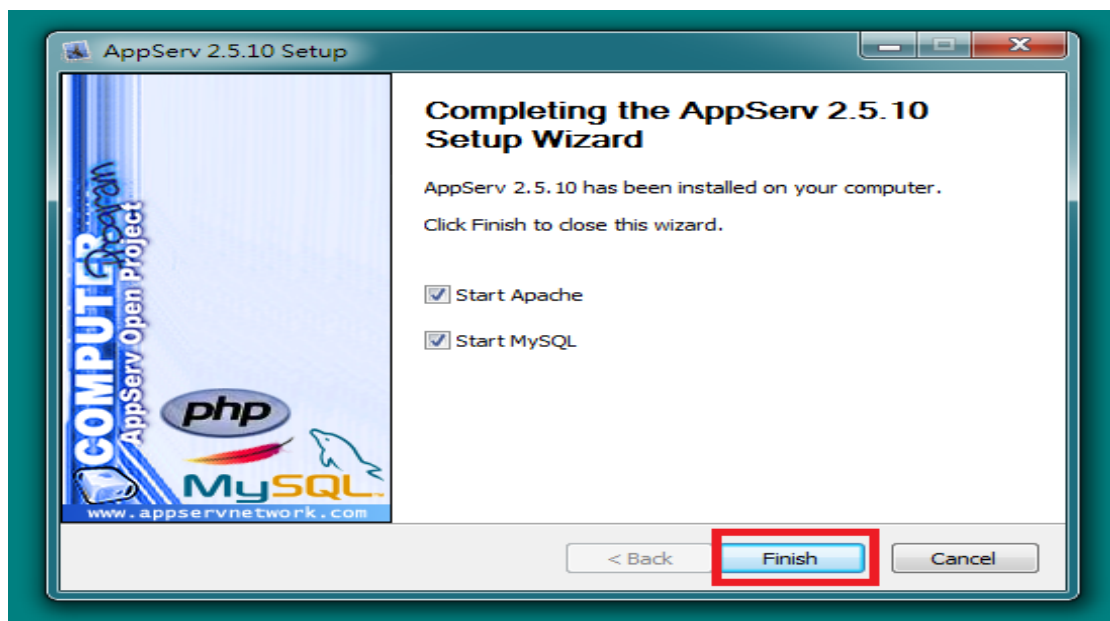 AppServ 2.5.10 Setup
Completing the AppServ 2.5.10
Setup Wizard
AppServ 2.5.10 has been installed on your computer.
Click Finish to close this wizard.
Start Apache
Start MySQL
COMPUTER
Program
AppServ Open Project
php
MySQL
www.appservnetwork.com
< Back
Finish
Cancel